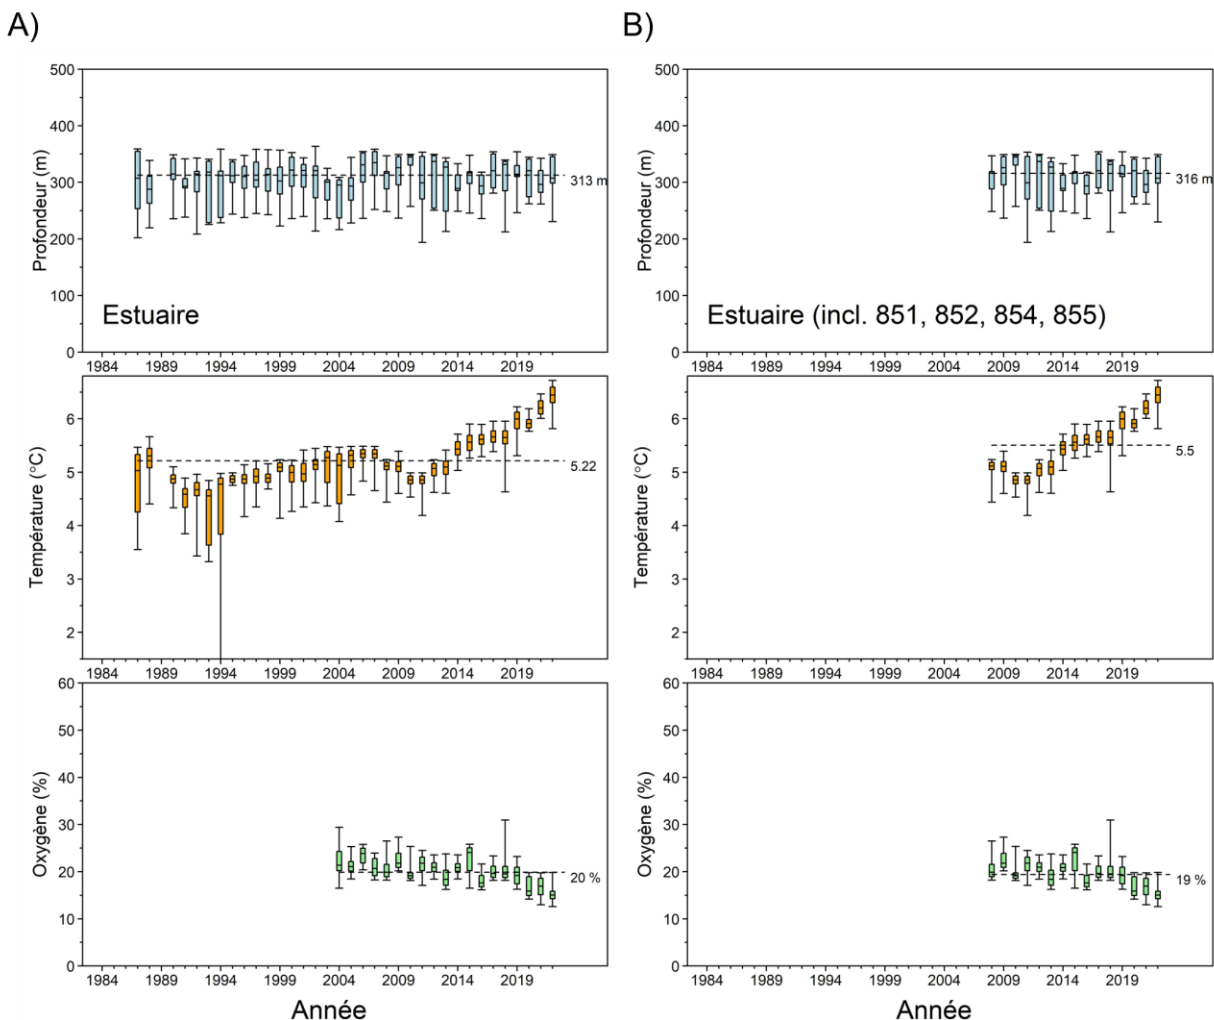 A)
B)
Profondeur (m)
500
400
300
200
100
0
313 m
Estuaire
1984 1989 1994 1999 2004 2009 2014 2019
Profondeur (m)
500
400
300
200
100
0
316 m
Estuaire (incl. 851, 852, 854, 855)
1984 1989 1994 1999 2004 2009 2014 2019
Température (°C)
6
5
4
3
2
5.22
1984 1989 1994 1999 2004 2009 2014 2019
Température (°C)
6
5
4
3
2
5.5
1984 1989 1994 1999 2004 2009 2014 2019
Oxygène (%)
60
50
40
30
20
10
0
20 %
1984 1989 1994 1999 2004 2009 2014 2019
Année
Oxygène (%)
60
50
40
30
20
10
0
19 %
1984 1989 1994 1999 2004 2009 2014 2019
Année